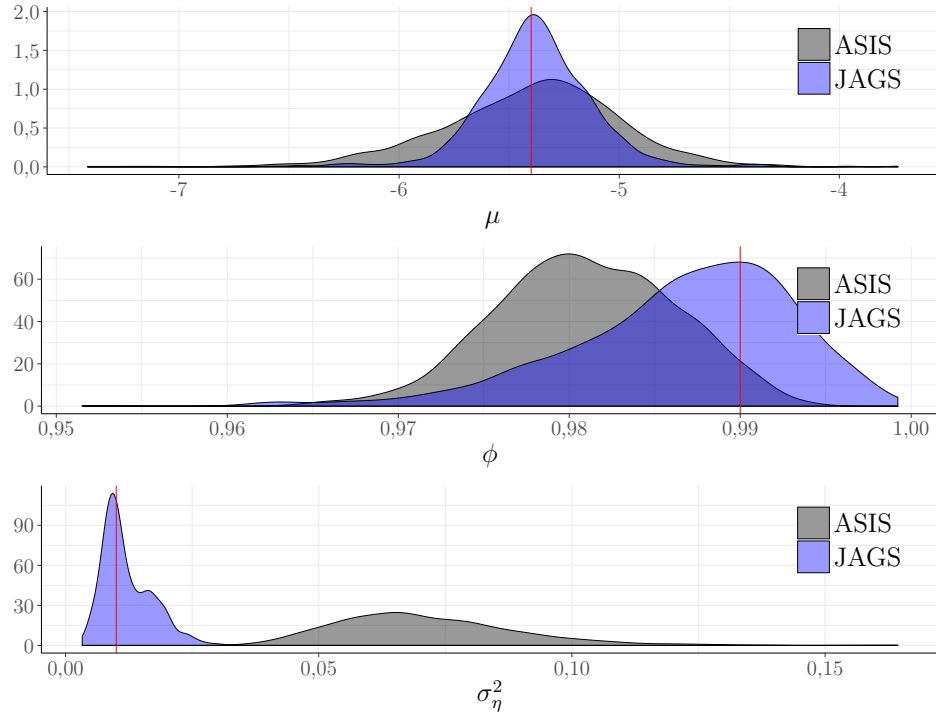 2,0
1,5
1,0
0,5
0,0
ASIS
JAGS
-7 -6 -5 -4
μ
60
40
20
0
ASIS
JAGS
0,95 0,96 0,97 0,98 0,99 1,00
ϕ
90
60
30
0
ASIS
JAGS
0,00 0,05 0,10 0,15
σ²_η